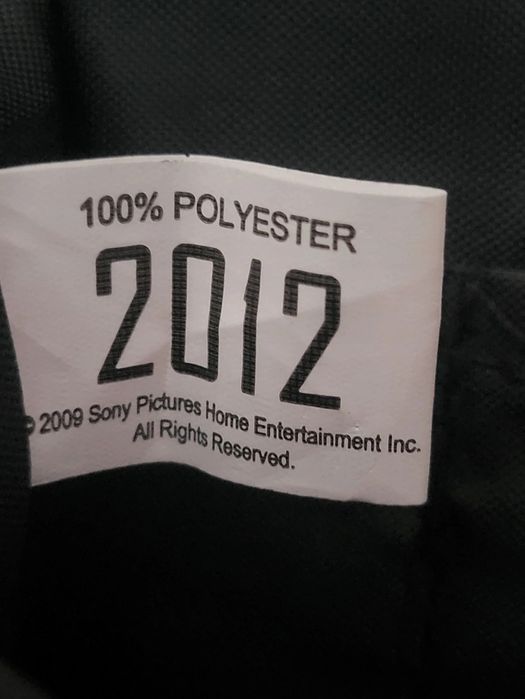 100% POLYESTER
2012
© 2009 Sony Pictures Home Entertainment Inc.
All Rights Reserved.